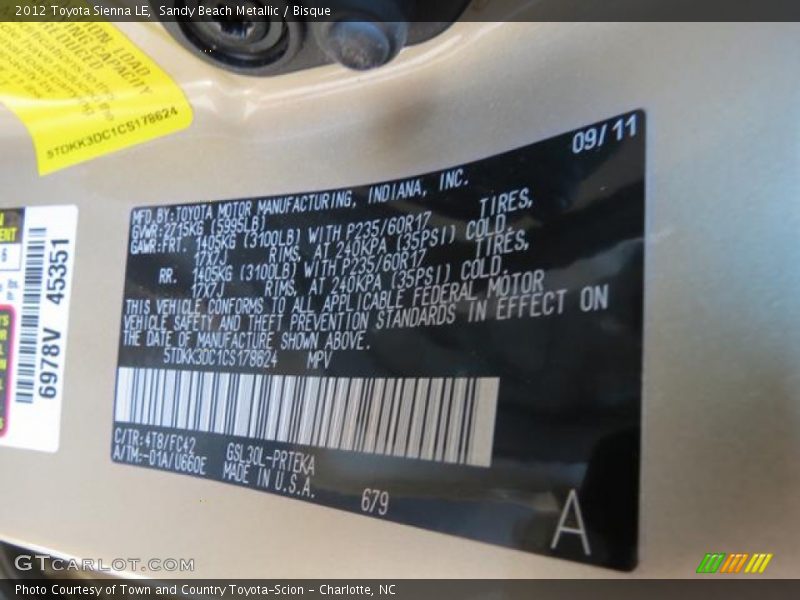 2012 Toyota Sienna LE, Sandy Beach Metallic / Bisque
5TDKK3DC1CS178624
6978V 45351
09/11
MFD.BY:TOYOTA MOTOR MANUFACTURING, INDIANA, INC.
GVWR:2715KG (5995LB)
GAWR:FRT. 1405KG (3100LB) WITH P235/60R17 TIRES,
17X7J RIMS, AT 240KPA (35PSI) COLD.
RR. 1405KG (3100LB) WITH P235/60R17 TIRES,
17X7J RIMS, AT 240KPA (35PSI) COLD.
THIS VEHICLE CONFORMS TO ALL APPLICABLE FEDERAL MOTOR
VEHICLE SAFETY AND THEFT PREVENTION STANDARDS IN EFFECT ON
THE DATE OF MANUFACTURE SHOWN ABOVE.
5TDKK3DC1CS178624 MPV
C/TR:4T8/FC42 GSL30L-PRTEKA
A/TM:-01A/U660E MADE IN U.S.A.
679
A
GTCARLOT.COM
Photo Courtesy of Town and Country Toyota-Scion - Charlotte, NC